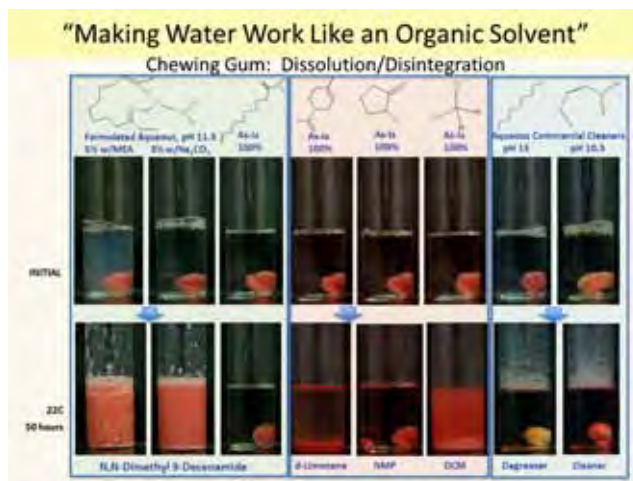 “Making Water Work Like an Organic Solvent”
Chewing Gum: Dissolution/Disintegration
Formulated Aqueous, pH 11.3
5% w/MEA
5% w/Na₂CO₃
As-Is
100%
As-Is
100%
As-Is
100%
As-Is
100%
Aqueous Commercial Cleaners
pH 13
pH 10.5
INITIAL
22C
50 hours
N,N-Dimethyl 9-Decenamide
d-Limonene
NMP
DCM
Degreaser
Cleaner